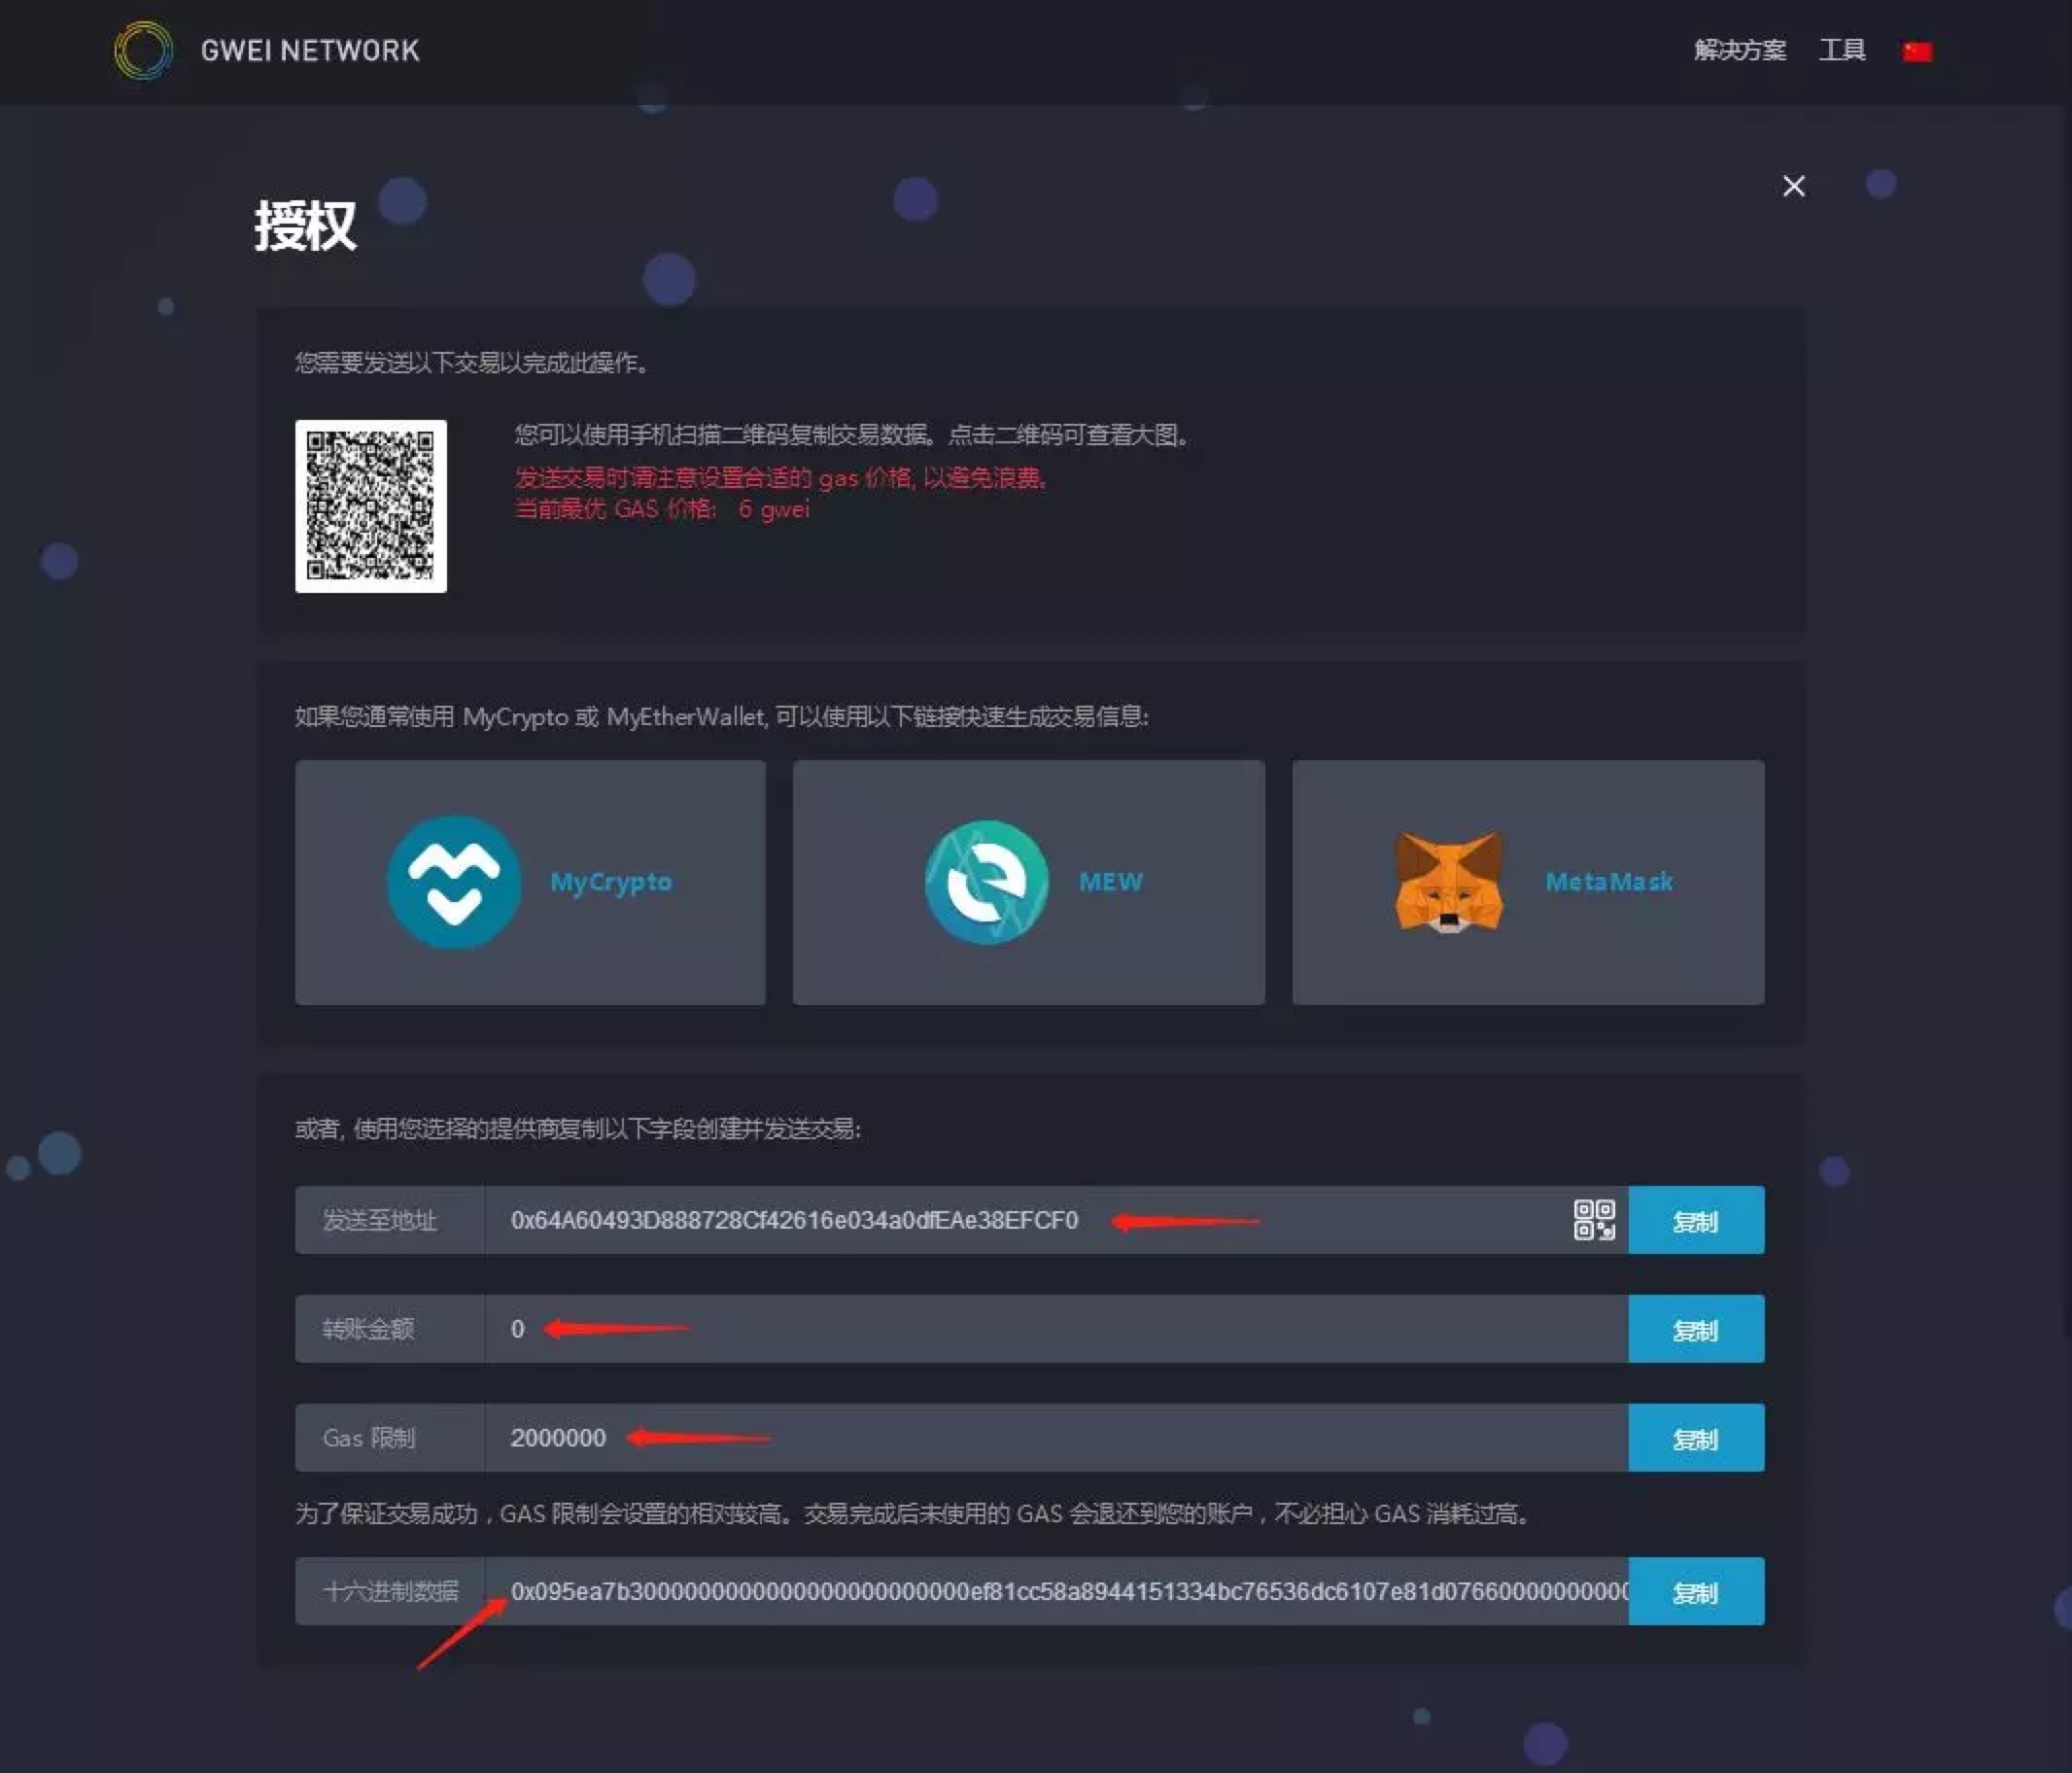 GWEI NETWORK
解决方案 工具
授权
您需要发送以下交易以完成此操作。
您可以使用手机扫描二维码复制交易数据。点击二维码可查看大图。
发送交易时请注意设置合适的 gas 价格, 以避免浪费。
当前最优 GAS 价格: 6 gwei
如果您通常使用 MyCrypto 或 MyEtherWallet, 可以使用以下链接快速生成交易信息:
MyCrypto
MEW
MetaMask
或者, 使用您选择的提供商复制以下字段创建并发送交易:
发送至地址 0x64A60493D888728Cf42616e034a0dfEAe38EFCF0 复制
转账金额 0 复制
Gas 限制 2000000 复制
为了保证交易成功，GAS 限制会设置的相对较高。交易完成后未使用的 GAS 会退还到您的账户，不必担心 GAS 消耗过高。
十六进制数据 0x095ea7b3000000000000000000000000ef81cc58a8944151334bc76536dc6107e81d07660000000000 复制